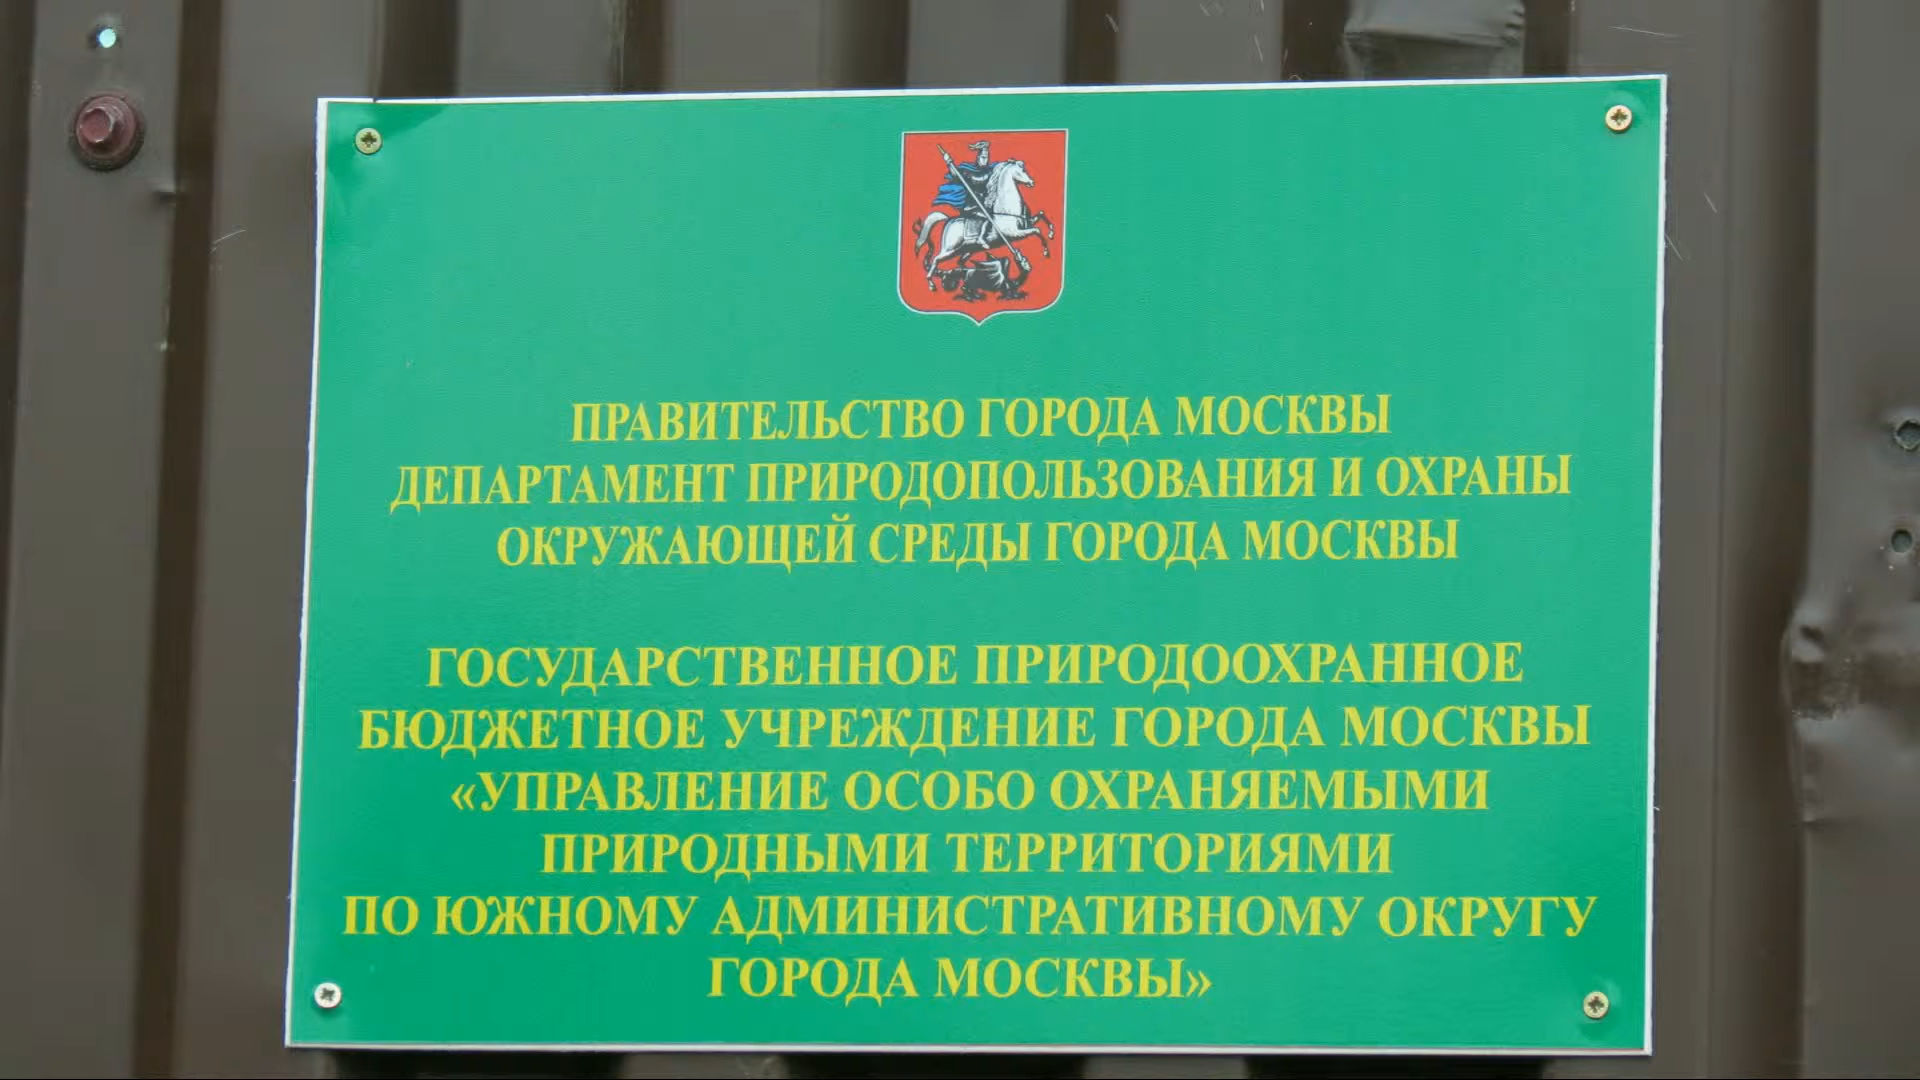 ПРАВИТЕЛЬСТВО ГОРОДА МОСКВЫ
ДЕПАРТАМЕНТ ПРИРОДОПОЛЬЗОВАНИЯ И ОХРАНЫ
ОКРУЖАЮЩЕЙ СРЕДЫ ГОРОДА МОСКВЫ
ГОСУДАРСТВЕННОЕ ПРИРОДООХРАННОЕ
БЮДЖЕТНОЕ УЧРЕЖДЕНИЕ ГОРОДА МОСКВЫ
«УПРАВЛЕНИЕ ОСОБО ОХРАНЯЕМЫМИ
ПРИРОДНЫМИ ТЕРРИТОРИЯМИ
ПО ЮЖНОМУ АДМИНИСТРАТИВНОМУ ОКРУГУ
ГОРОДА МОСКВЫ»